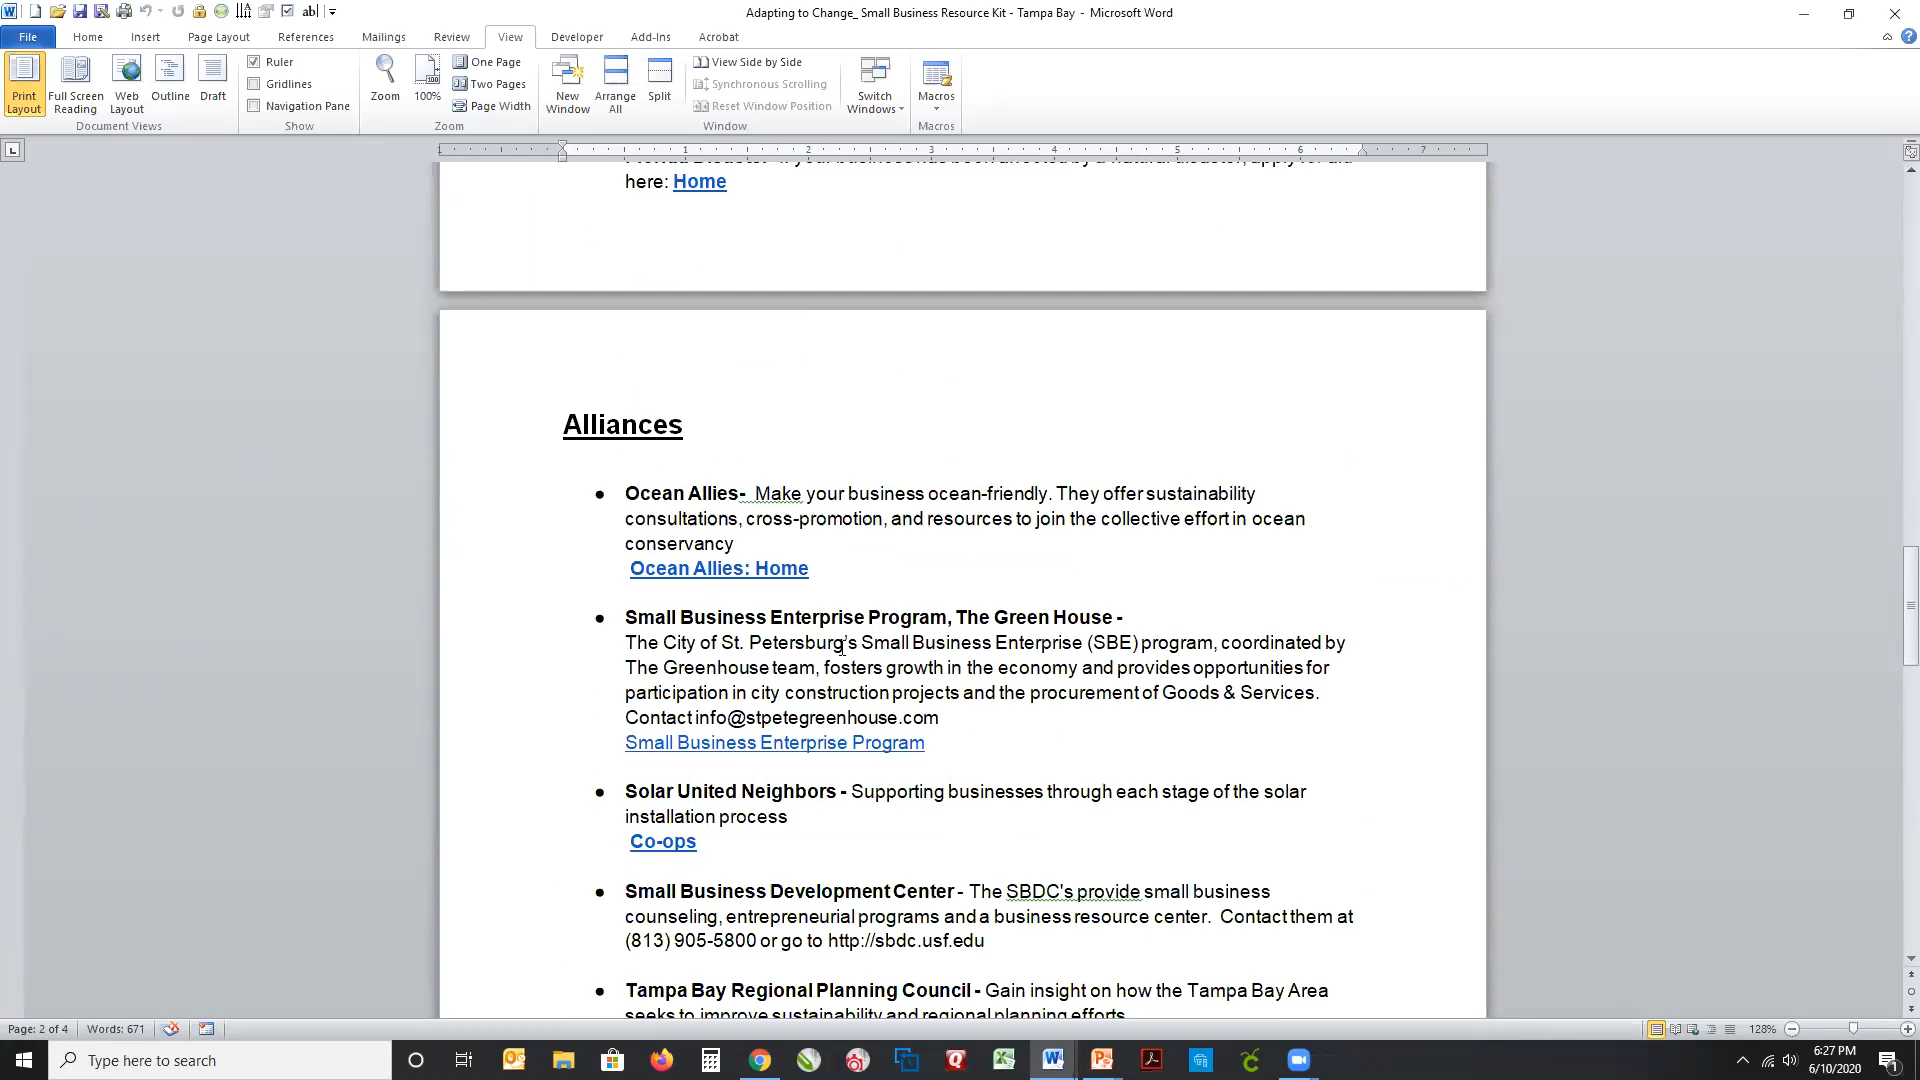 Adapting to Change_ Small Business Resource Kit - Tampa Bay - Microsoft Word
File Home Insert Page Layout References Mailings Review View Developer Add-Ins Acrobat
Print Layout
Full Screen Reading
Web Layout
Outline
Draft
Document Views
Ruler
Gridlines
Navigation Pane
Show
Zoom
100%
One Page
Two Pages
Page Width
Zoom
New Window
Arrange All
Split
View Side by Side
Synchronous Scrolling
Reset Window Position
Window
Switch Windows
Macros
Macros
1 2 3 4 5 6 7
here: Home
Alliances
● Ocean Allies- Make your business ocean-friendly. They offer sustainability
consultations, cross-promotion, and resources to join the collective effort in ocean
conservancy
Ocean Allies: Home
● Small Business Enterprise Program, The Green House -
The City of St. Petersburg's Small Business Enterprise (SBE) program, coordinated by
The Greenhouse team, fosters growth in the economy and provides opportunities for
participation in city construction projects and the procurement of Goods & Services.
Contact info@stpetegreenhouse.com
Small Business Enterprise Program
● Solar United Neighbors - Supporting businesses through each stage of the solar
installation process
Co-ops
● Small Business Development Center - The SBDC's provide small business
counseling, entrepreneurial programs and a business resource center. Contact them at
(813) 905-5800 or go to http://sbdc.usf.edu
● Tampa Bay Regional Planning Council - Gain insight on how the Tampa Bay Area
seeks to improve sustainability and regional planning efforts
Page: 2 of 4 Words: 671 128%
Type here to search
6:27 PM
6/10/2020